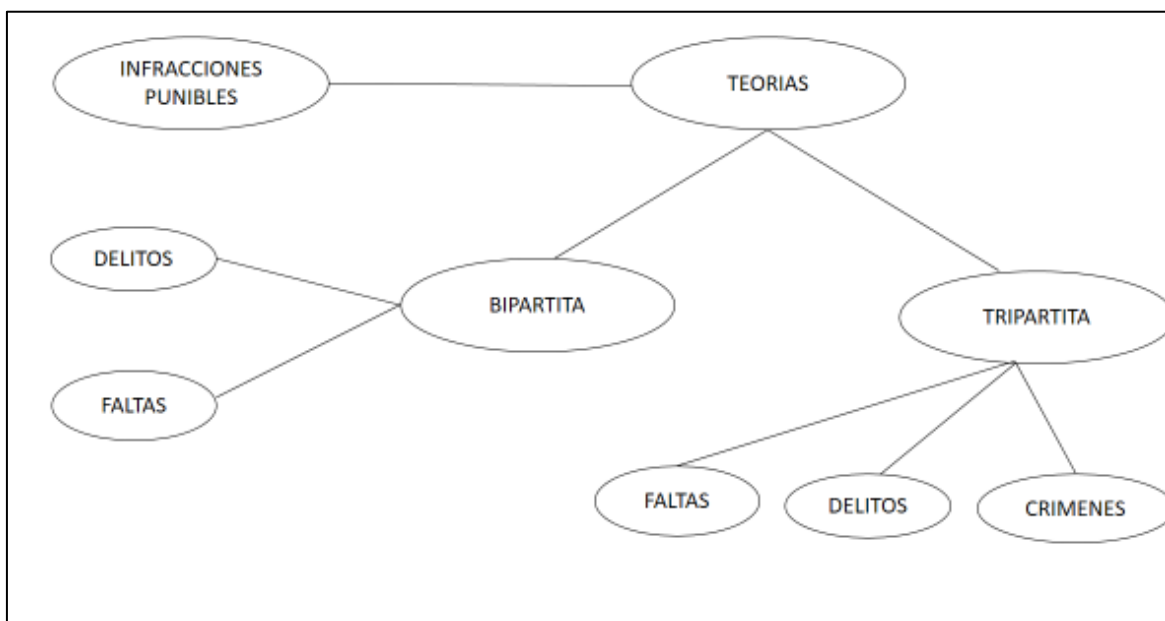 INFRACCIONES
PUNIBLES
TEORIAS
DELITOS
BIPARTITA
TRIPARTITA
FALTAS
FALTAS
DELITOS
CRIMENES